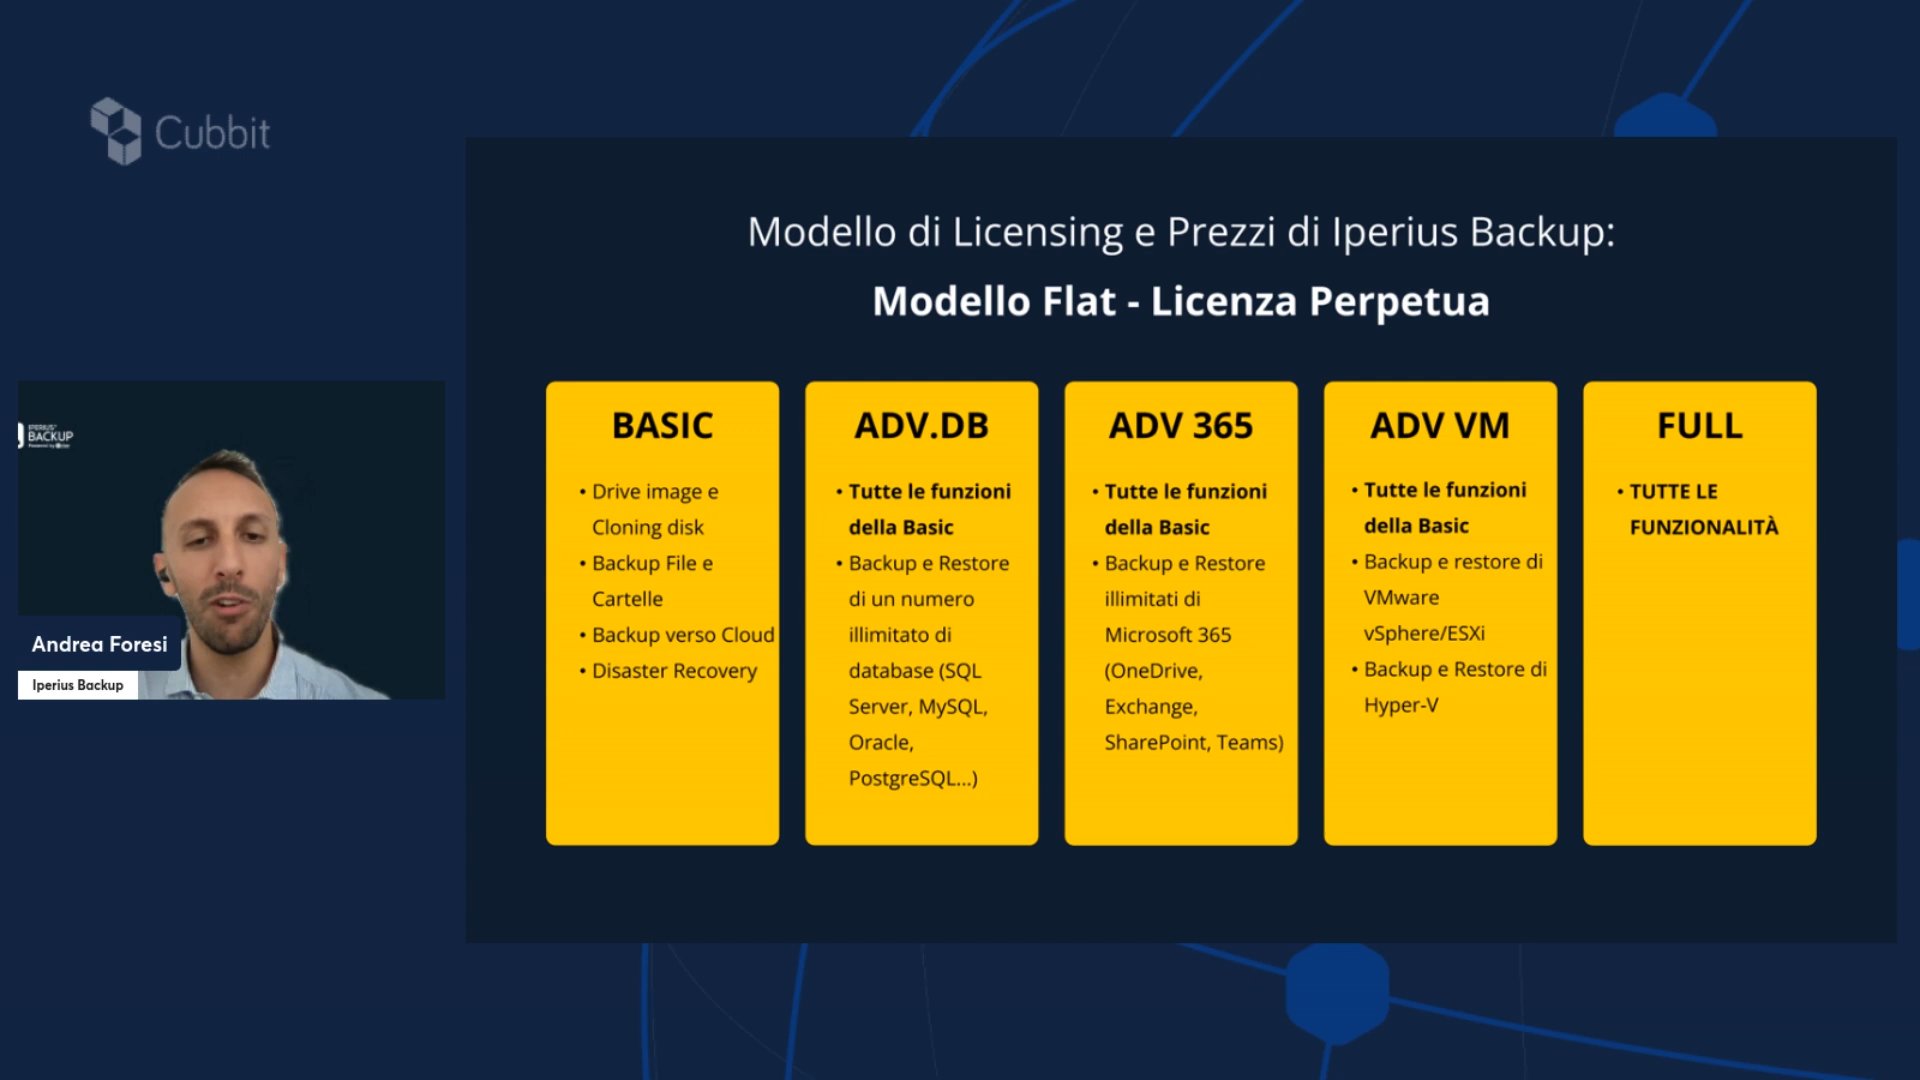 Cubbit
Modello di Licensing e Prezzi di Iperius Backup:
Modello Flat - Licenza Perpetua
BASIC
• Drive image e
Cloning disk
• Backup File e
Cartelle
• Backup verso Cloud
• Disaster Recovery
ADV.DB
• Tutte le funzioni
della Basic
• Backup e Restore
di un numero
illimitato di
database (SQL
Server, MySQL,
Oracle,
PostgreSQL...)
ADV 365
• Tutte le funzioni
della Basic
• Backup e Restore
illimitati di
Microsoft 365
(OneDrive,
Exchange,
SharePoint, Teams)
ADV VM
• Tutte le funzioni
della Basic
• Backup e restore di
VMware
vSphere/ESXi
• Backup e Restore di
Hyper-V
FULL
• TUTTE LE
FUNZIONALITÀ
IPERIUS
BACKUP
Andrea Foresi
Iperius Backup